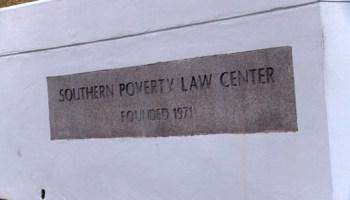 SOUTHERN POVERTY LAW CENTER
FOUNDED 1971